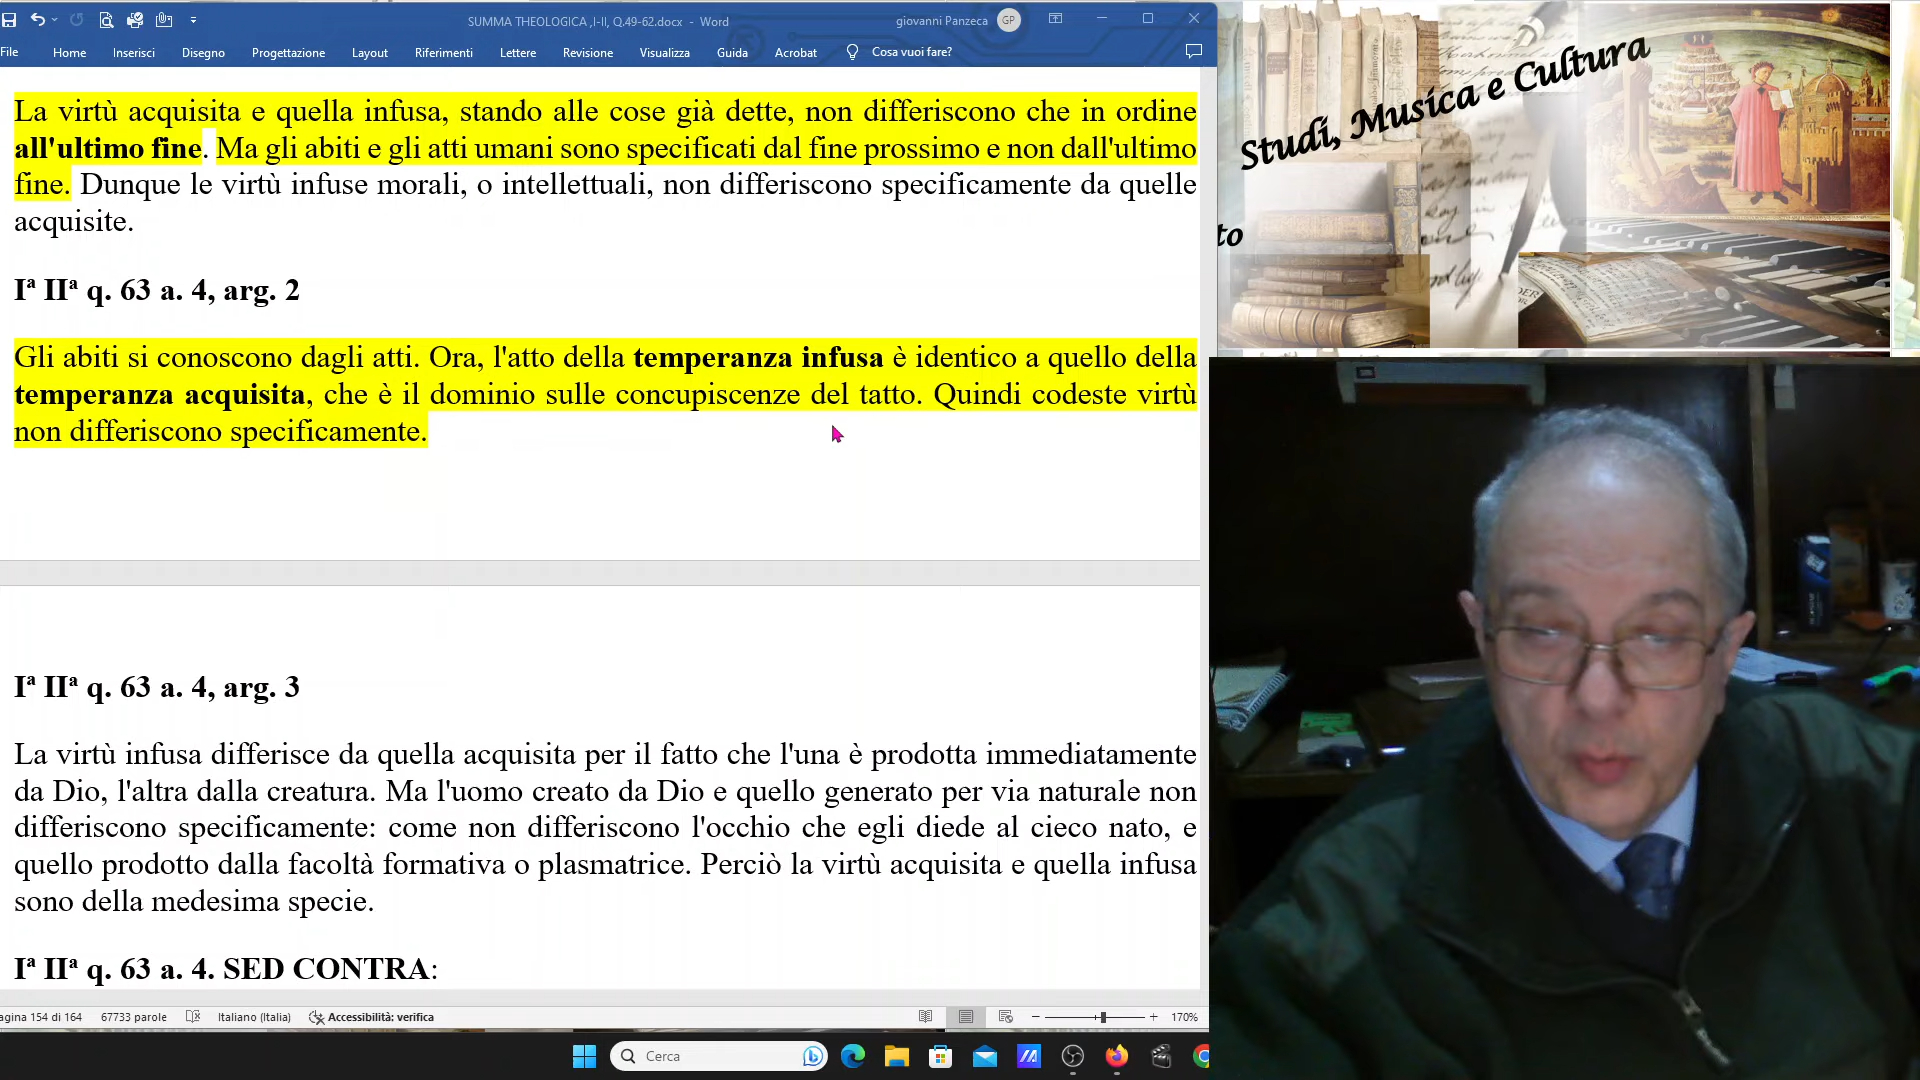 SUMMA THEOLOGICA ,I-II, Q.49-62.docx - Word
giovanni Panzeca GP
File Home Inserisci Disegno Progettazione Layout Riferimenti Lettere Revisione Visualizza Guida Acrobat Cosa vuoi fare?
La virtù acquisita e quella infusa, stando alle cose già dette, non differiscono che in ordine
all'ultimo fine. Ma gli abiti e gli atti umani sono specificati dal fine prossimo e non dall'ultimo
fine. Dunque le virtù infuse morali, o intellettuali, non differiscono specificamente da quelle
acquisite.
Iª IIª q. 63 a. 4, arg. 2
Gli abiti si conoscono dagli atti. Ora, l'atto della temperanza infusa è identico a quello della
temperanza acquisita, che è il dominio sulle concupiscenze del tatto. Quindi codeste virtù
non differiscono specificamente.
Iª IIª q. 63 a. 4, arg. 3
La virtù infusa differisce da quella acquisita per il fatto che l'una è prodotta immediatamente
da Dio, l'altra dalla creatura. Ma l'uomo creato da Dio e quello generato per via naturale non
differiscono specificamente: come non differiscono l'occhio che egli diede al cieco nato, e
quello prodotto dalla facoltà formativa o plasmatrice. Perciò la virtù acquisita e quella infusa
sono della medesima specie.
Iª IIª q. 63 a. 4. SED CONTRA:
agina 154 di 164 67733 parole Italiano (Italia) Accessibilità: verifica 170%
Cerca
Studi, Musica e Cultura
to